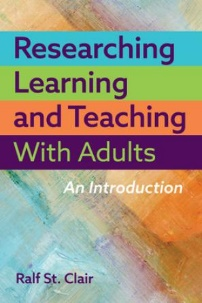 Researching
Learning
and Teaching
With Adults
An Introduction
Ralf St. Clair